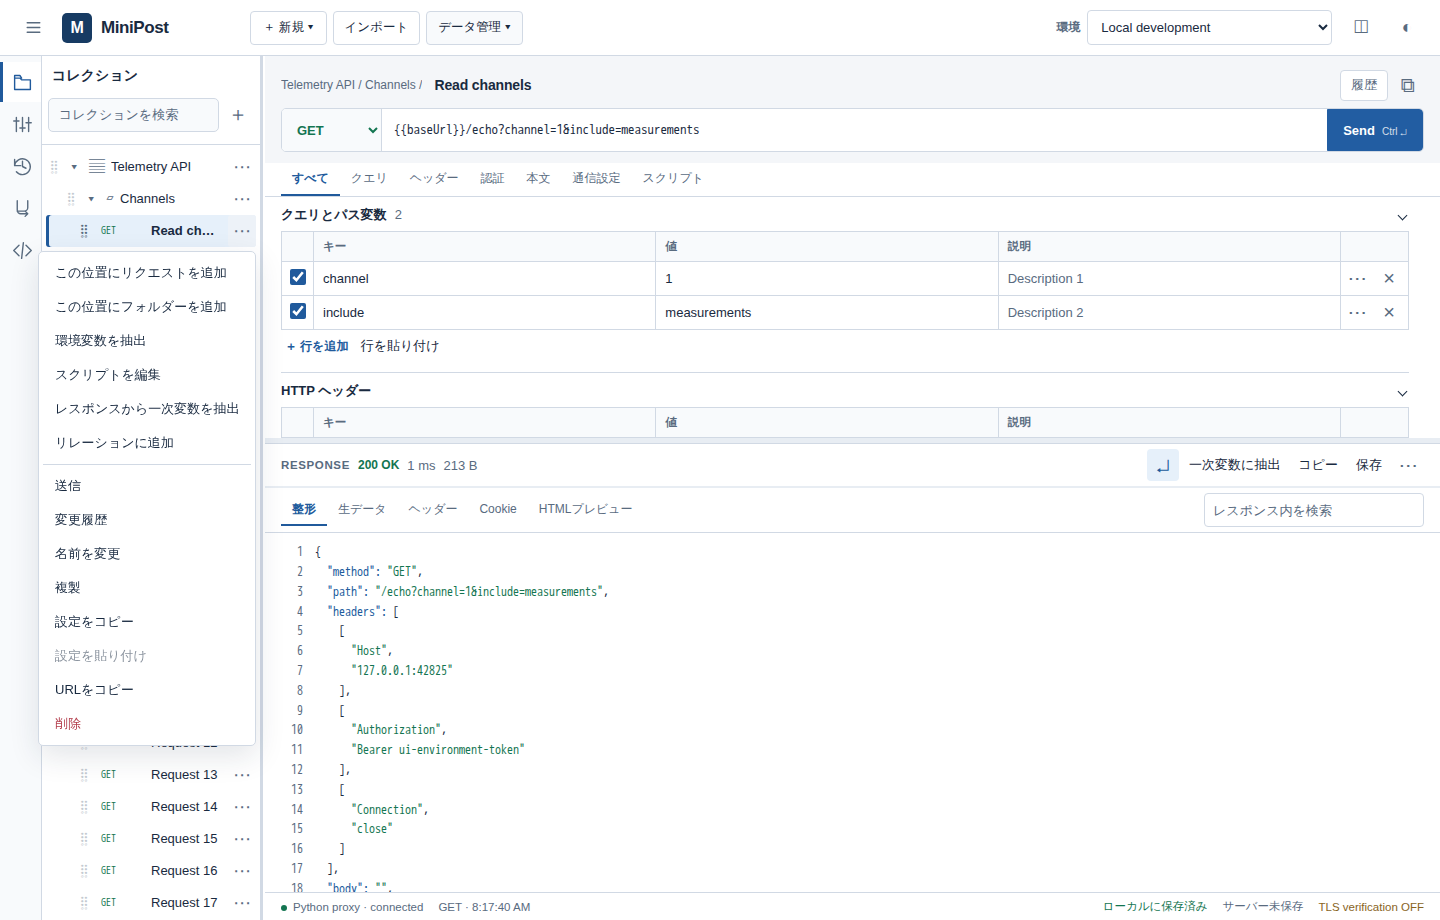 M MiniPost
＋ 新規 ▾ インポート データ管理 ▾
環境 Local development
コレクション
コレクションを検索 ＋
Telemetry API ···
Channels ···
GET Read ch… ···
この位置にリクエストを追加
この位置にフォルダーを追加
環境変数を抽出
スクリプトを編集
レスポンスから一次変数を抽出
リレーションに追加
送信
変更履歴
名前を変更
複製
設定をコピー
設定を貼り付け
URLをコピー
削除
GET Request 13 ···
GET Request 14 ···
GET Request 15 ···
GET Request 16 ···
GET Request 17 ···
Telemetry API / Channels / Read channels
履歴
GET {{baseUrl}}/echo?channel=1&include=measurements Send Ctrl ⏎
すべて クエリ ヘッダー 認証 本文 通信設定 スクリプト
クエリとパス変数 2
キー 値 説明
channel 1 Description 1 ··· ×
include measurements Description 2 ··· ×
+ 行を追加 行を貼り付け
HTTP ヘッダー
キー 値 説明
RESPONSE 200 OK 1 ms 213 B
一次変数に抽出 コピー 保存 ···
整形 生データ ヘッダー Cookie HTMLプレビュー
レスポンス内を検索
1 {
2 "method": "GET",
3 "path": "/echo?channel=1&include=measurements",
4 "headers": [
5 [
6 "Host",
7 "127.0.0.1:42825"
8 ],
9 [
10 "Authorization",
11 "Bearer ui-environment-token"
12 ],
13 [
14 "Connection",
15 "close"
16 ]
17 ],
18 "body": "",
Python proxy · connected GET · 8:17:40 AM
ローカルに保存済み サーバー未保存 TLS verification OFF